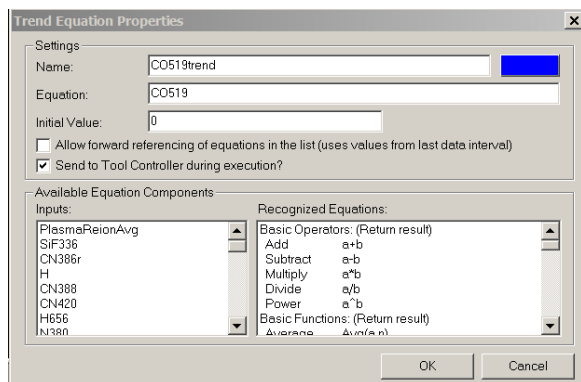 Trend Equation Properties
Settings
Name: CO519trend
Equation: CO519
Initial Value: 0
Allow forward referencing of equations in the list (uses values from last data interval)
Send to Tool Controller during execution?
Available Equation Components
Inputs: Recognized Equations:
PlasmaReionAvg Basic Operators: (Return result)
SiF336 Add a+b
CN386r Subtract a-b
H Multiply a*b
CN388 Divide a/b
CN420 Power a^b
H656 Basic Functions: (Return result)
N380 Average Avg(a,n)
OK Cancel